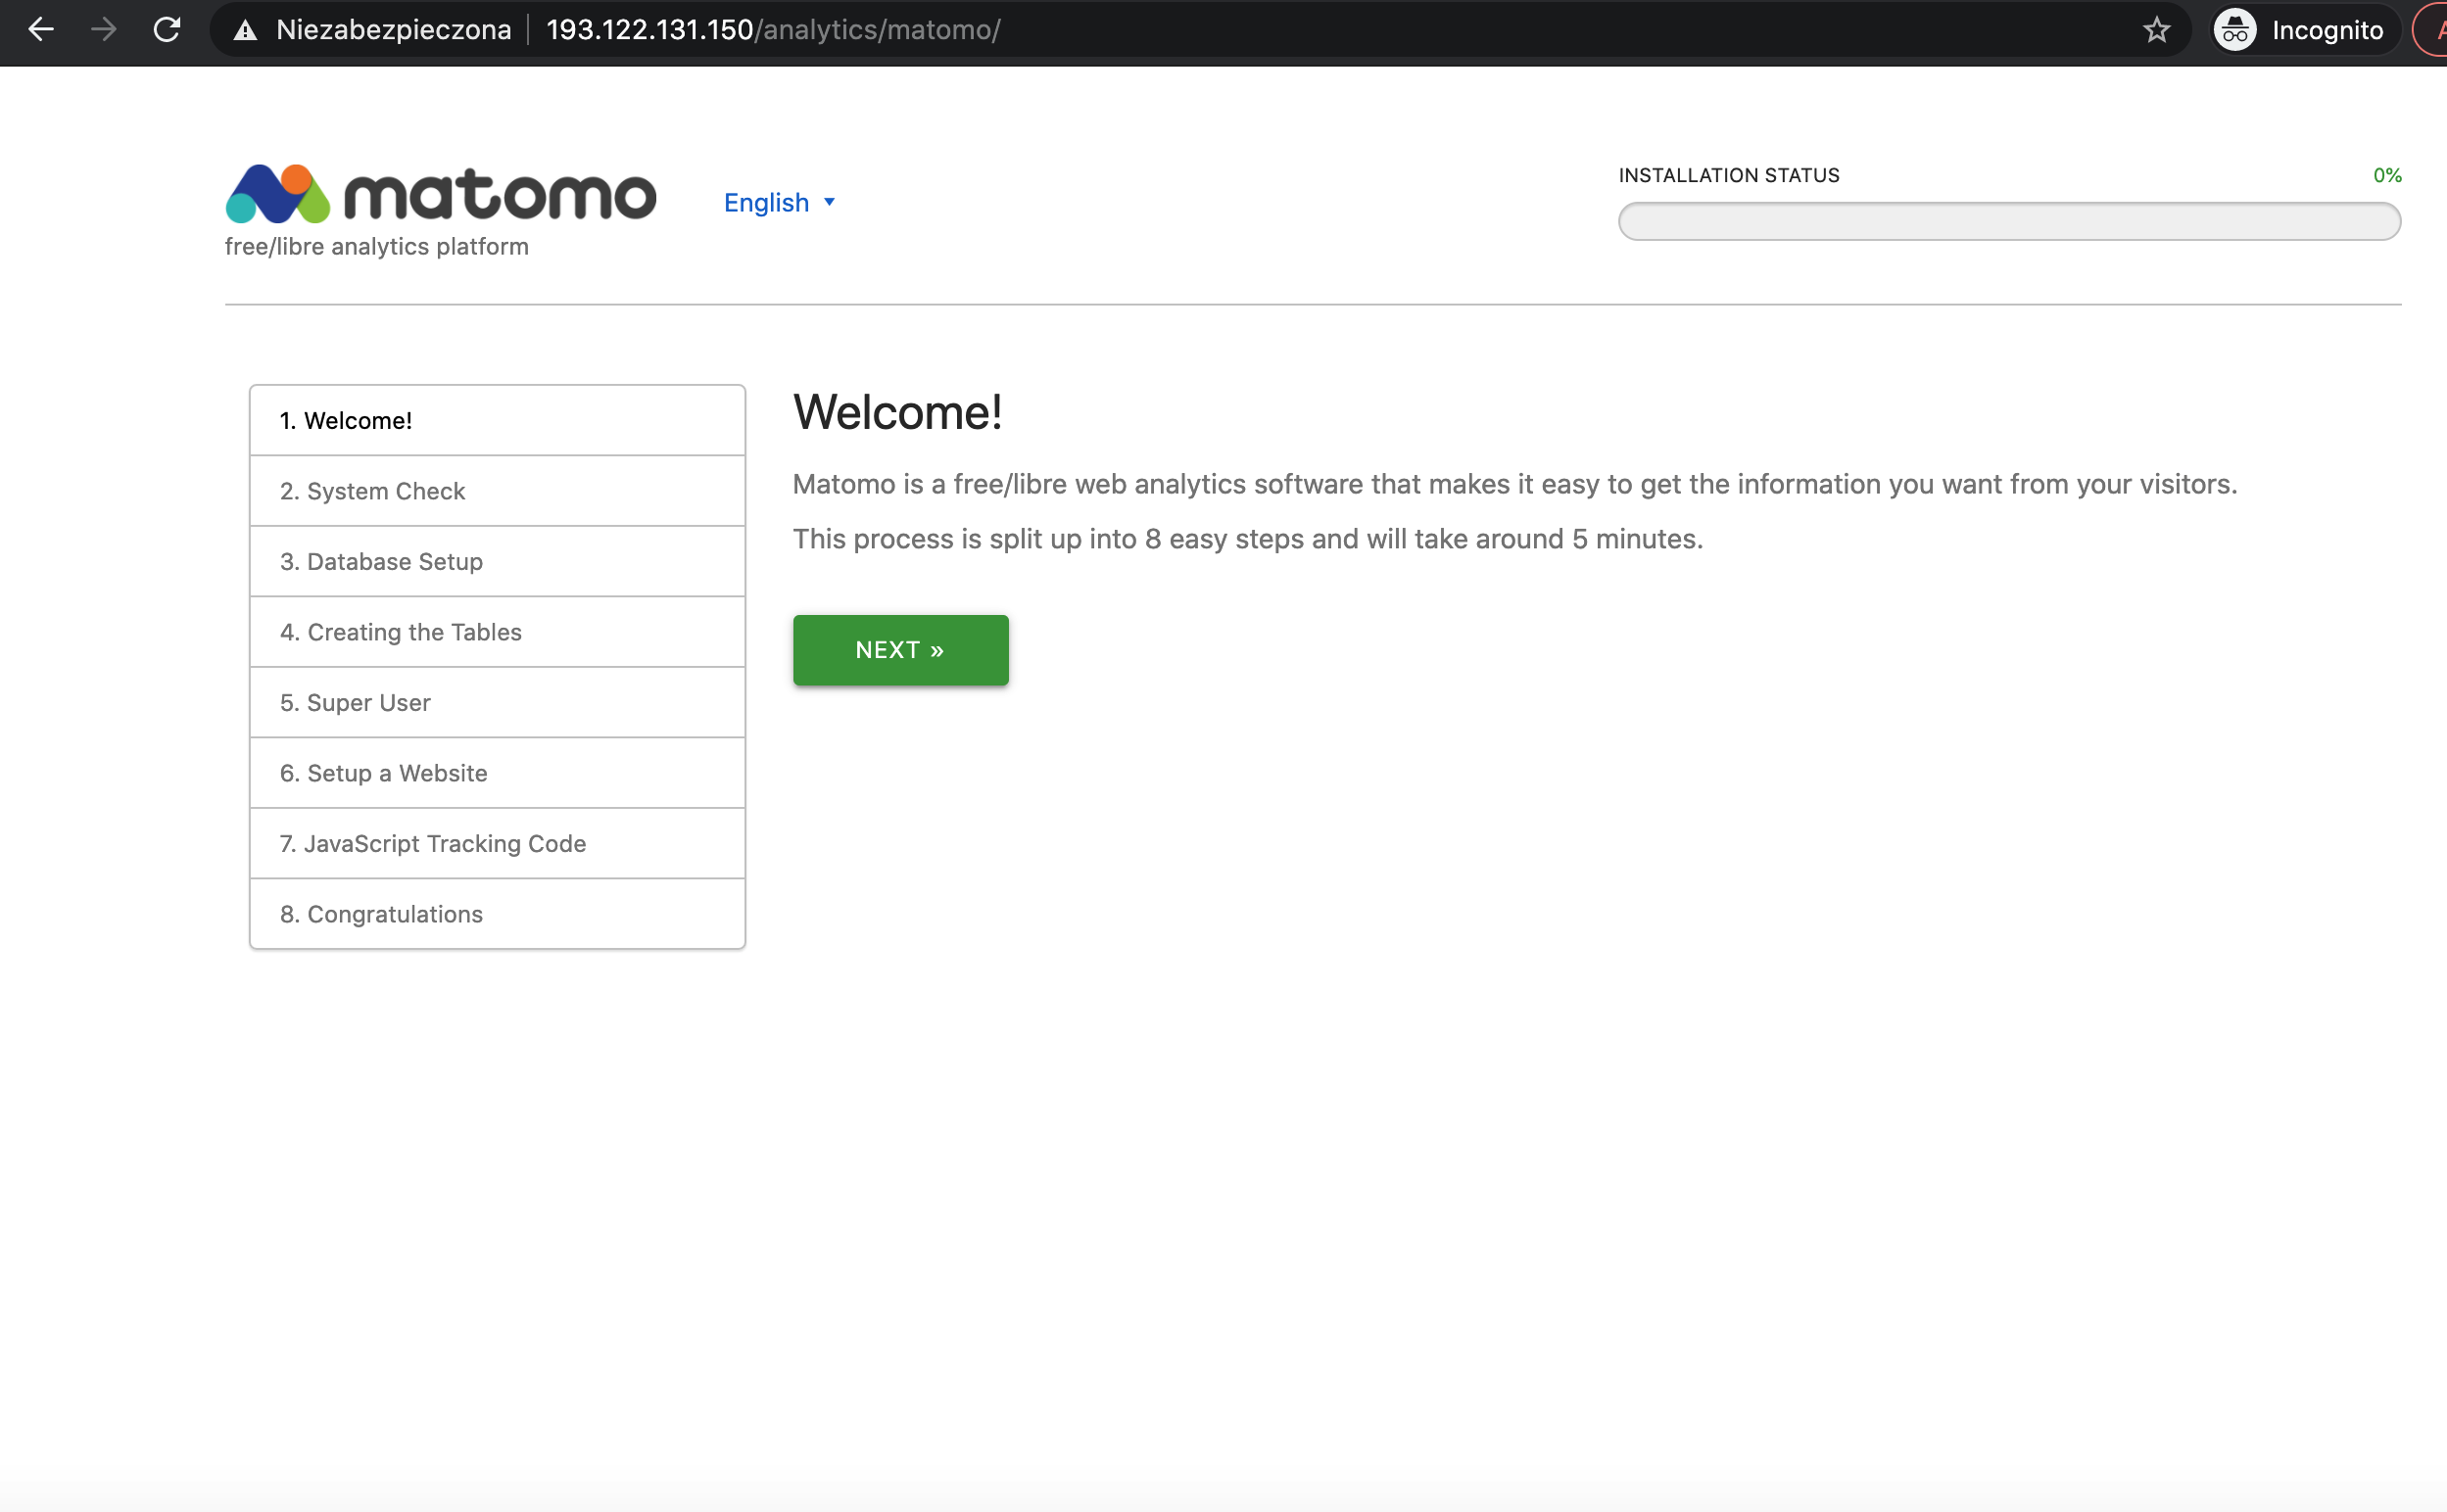 Niezabezpieczona 193.122.131.150/analytics/matomo/ Incognito
matomo English
free/libre analytics platform
INSTALLATION STATUS 0%
1. Welcome!
2. System Check
3. Database Setup
4. Creating the Tables
5. Super User
6. Setup a Website
7. JavaScript Tracking Code
8. Congratulations
Welcome!
Matomo is a free/libre web analytics software that makes it easy to get the information you want from your visitors.
This process is split up into 8 easy steps and will take around 5 minutes.
NEXT »